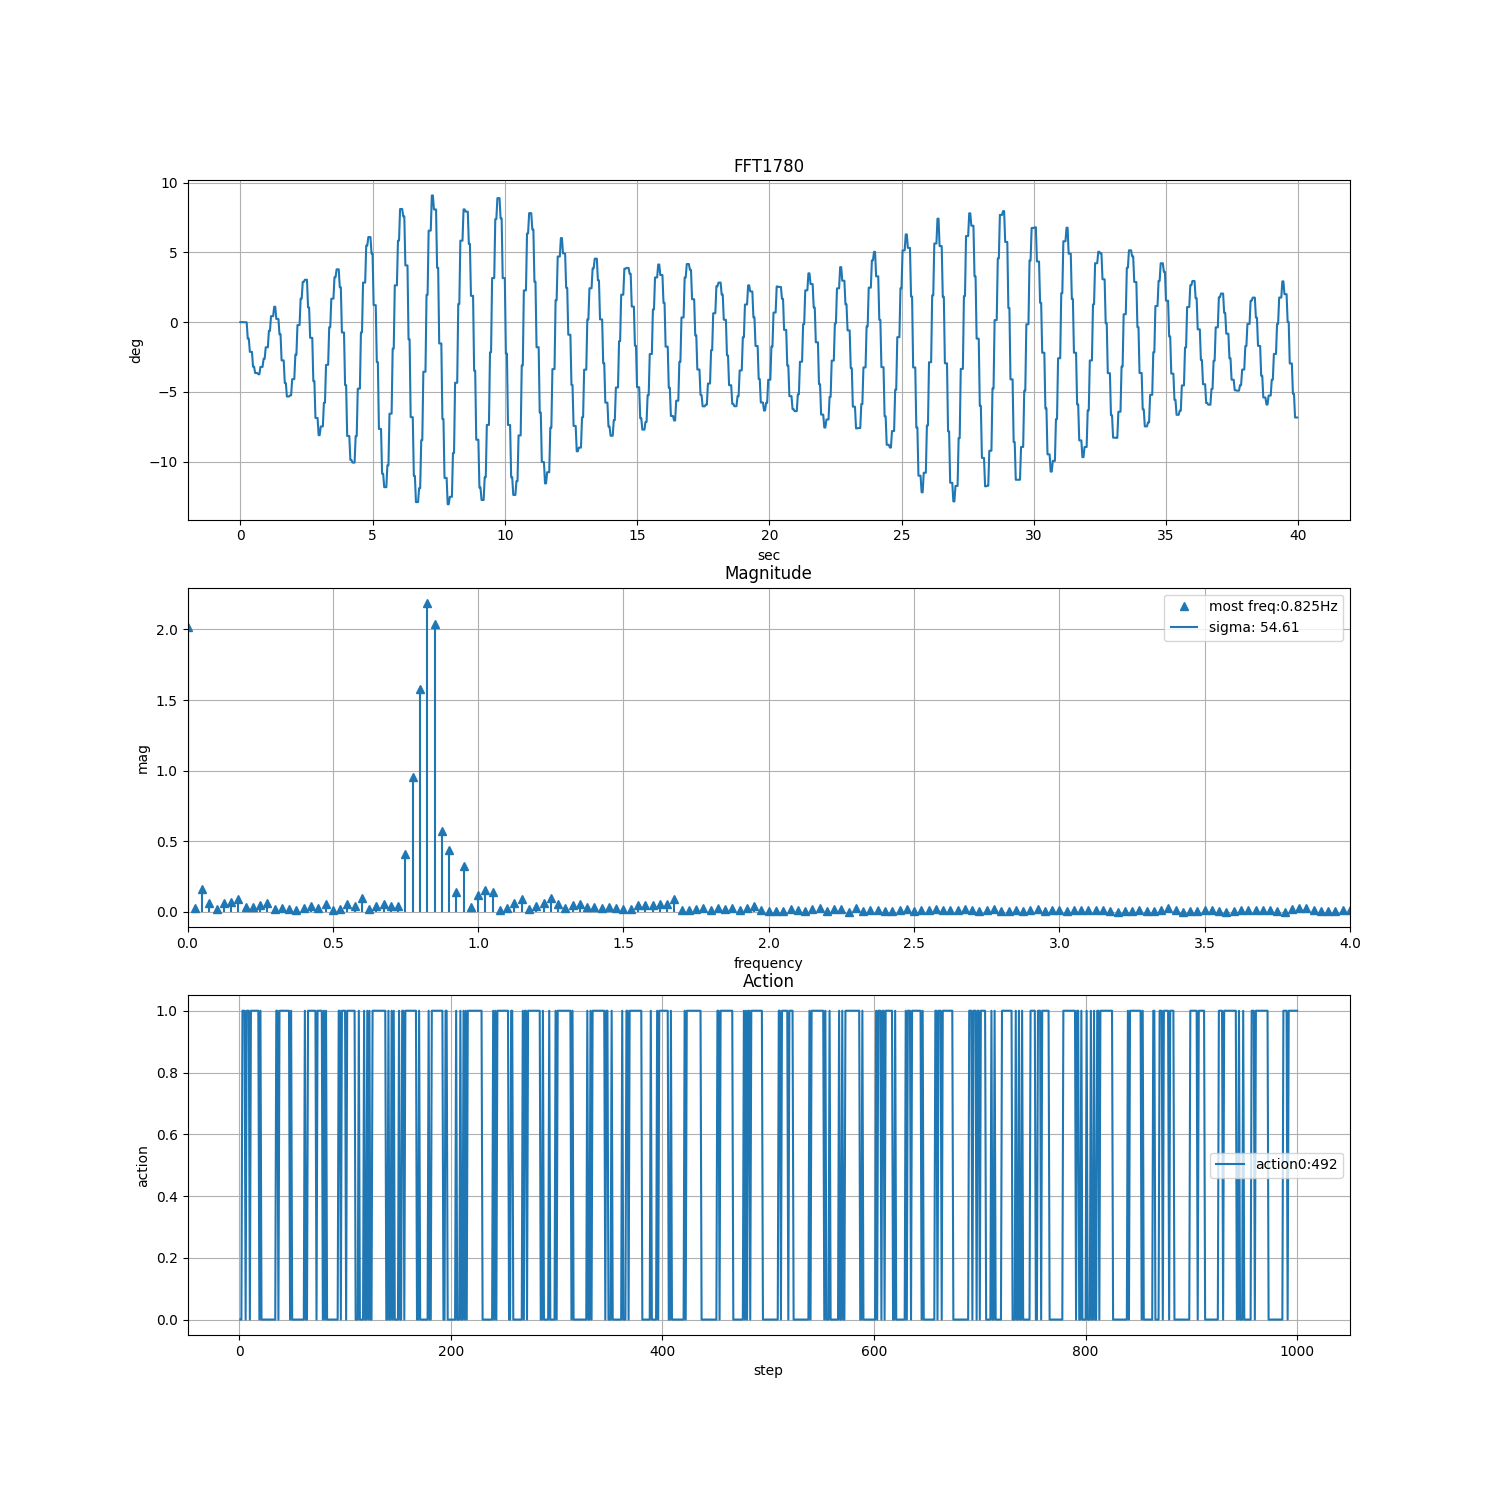 FFT1780
10
5
0
−5
−10
deg
0 5 10 15 20 25 30 35 40
sec
Magnitude
most freq:0.825Hz
sigma: 54.61
2.0
1.5
1.0
0.5
0.0
mag
0.0 0.5 1.0 1.5 2.0 2.5 3.0 3.5 4.0
frequency
Action
1.0
0.8
0.6
0.4
0.2
0.0
action
action0:492
0 200 400 600 800 1000
step